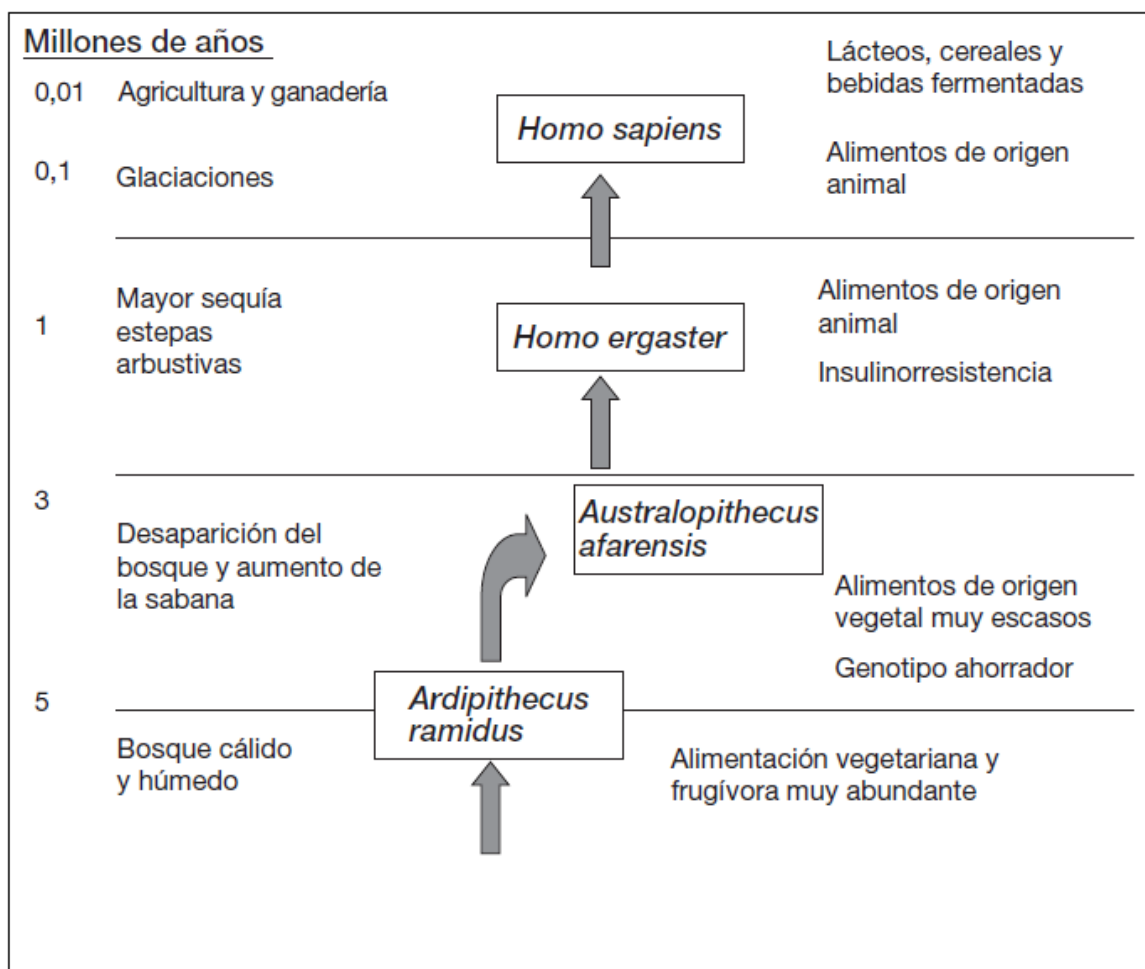 Millones de años
0,01
Agricultura y ganadería
Lácteos, cereales y
bebidas fermentadas
Homo sapiens
0,1
Glaciaciones
Alimentos de origen
animal
1
Mayor sequía
estepas
arbustivas
Homo ergaster
Alimentos de origen
animal
Insulinorresistencia
3
Desaparición del
bosque y aumento de
la sabana
Australopithecus
afarensis
Alimentos de origen
vegetal muy escasos
Genotipo ahorrador
5
Ardipithecus
ramidus
Bosque cálido
y húmedo
Alimentación vegetariana y
frugívora muy abundante